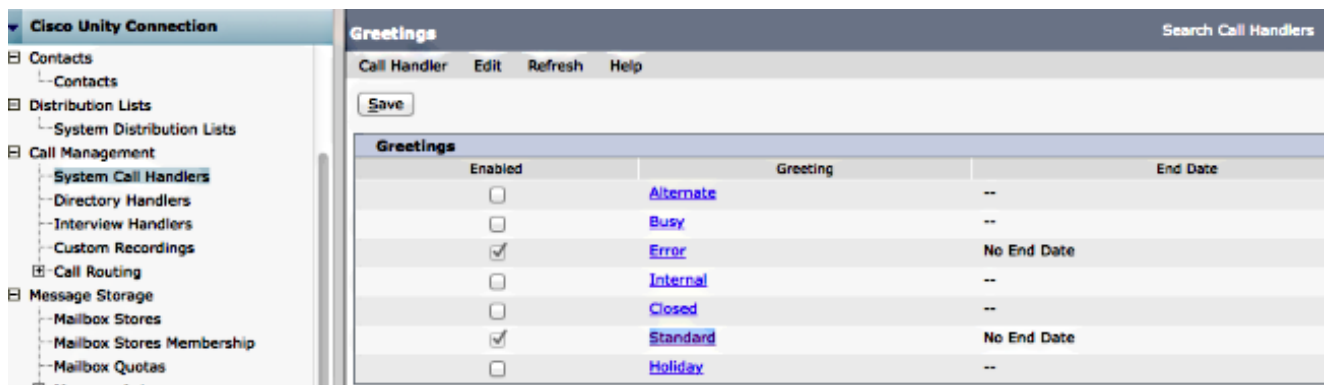 Cisco Unity Connection
Contacts
Contacts
Distribution Lists
System Distribution Lists
Call Management
System Call Handlers
Directory Handlers
Interview Handlers
Custom Recordings
Call Routing
Message Storage
Mailbox Stores
Mailbox Stores Membership
Mailbox Quotas
Greetings
Search Call Handlers
Call Handler Edit Refresh Help
Save
Greetings
Enabled Greeting End Date
Alternate --
Busy --
Error No End Date
Internal --
Closed --
Standard No End Date
Holiday --